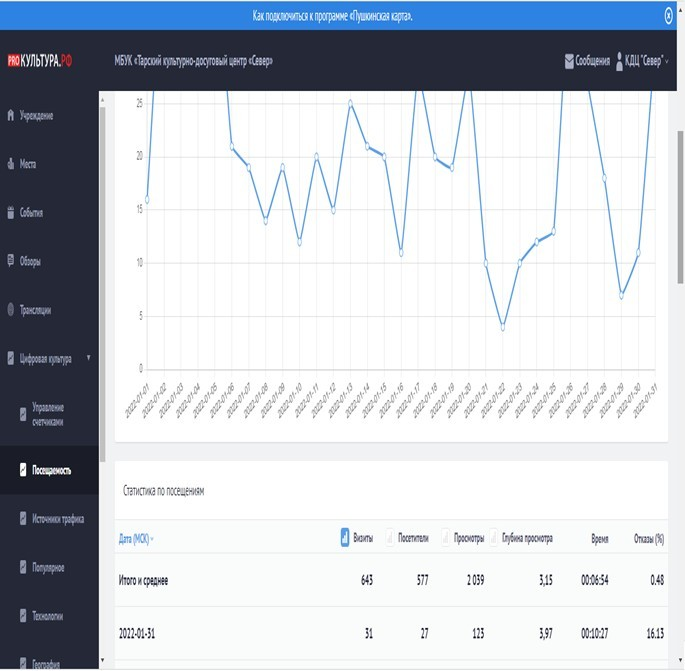 Как подключиться к программе «Пушкинская карта».
PRO КУЛЬТУРА.РФ
МБУК «Тарский культурно-досуговый центр «Север»
Сообщения
КДЦ "Север"
Учреждение
Места
События
Обзоры
Трансляции
Цифровая культура
Управление
счетчиками
Посещаемость
Источники трафика
Популярное
Технологии
География
25
20
15
10
5
0
2022-01-01
2022-01-02
2022-01-03
2022-01-04
2022-01-05
2022-01-06
2022-01-07
2022-01-08
2022-01-09
2022-01-10
2022-01-11
2022-01-12
2022-01-13
2022-01-14
2022-01-15
2022-01-16
2022-01-17
2022-01-18
2022-01-19
2022-01-20
2022-01-21
2022-01-22
2022-01-23
2022-01-24
2022-01-25
2022-01-26
2022-01-27
2022-01-28
2022-01-29
2022-01-30
2022-01-31
Статистика по посещениям
Дата (МСК) Визиты Посетители Просмотры Глубина просмотра Время Отказы (%)
Итого и среднее 643 577 2 039 3,15 00:06:54 0.48
2022-01-31 31 27 123 3,97 00:10:27 16.13